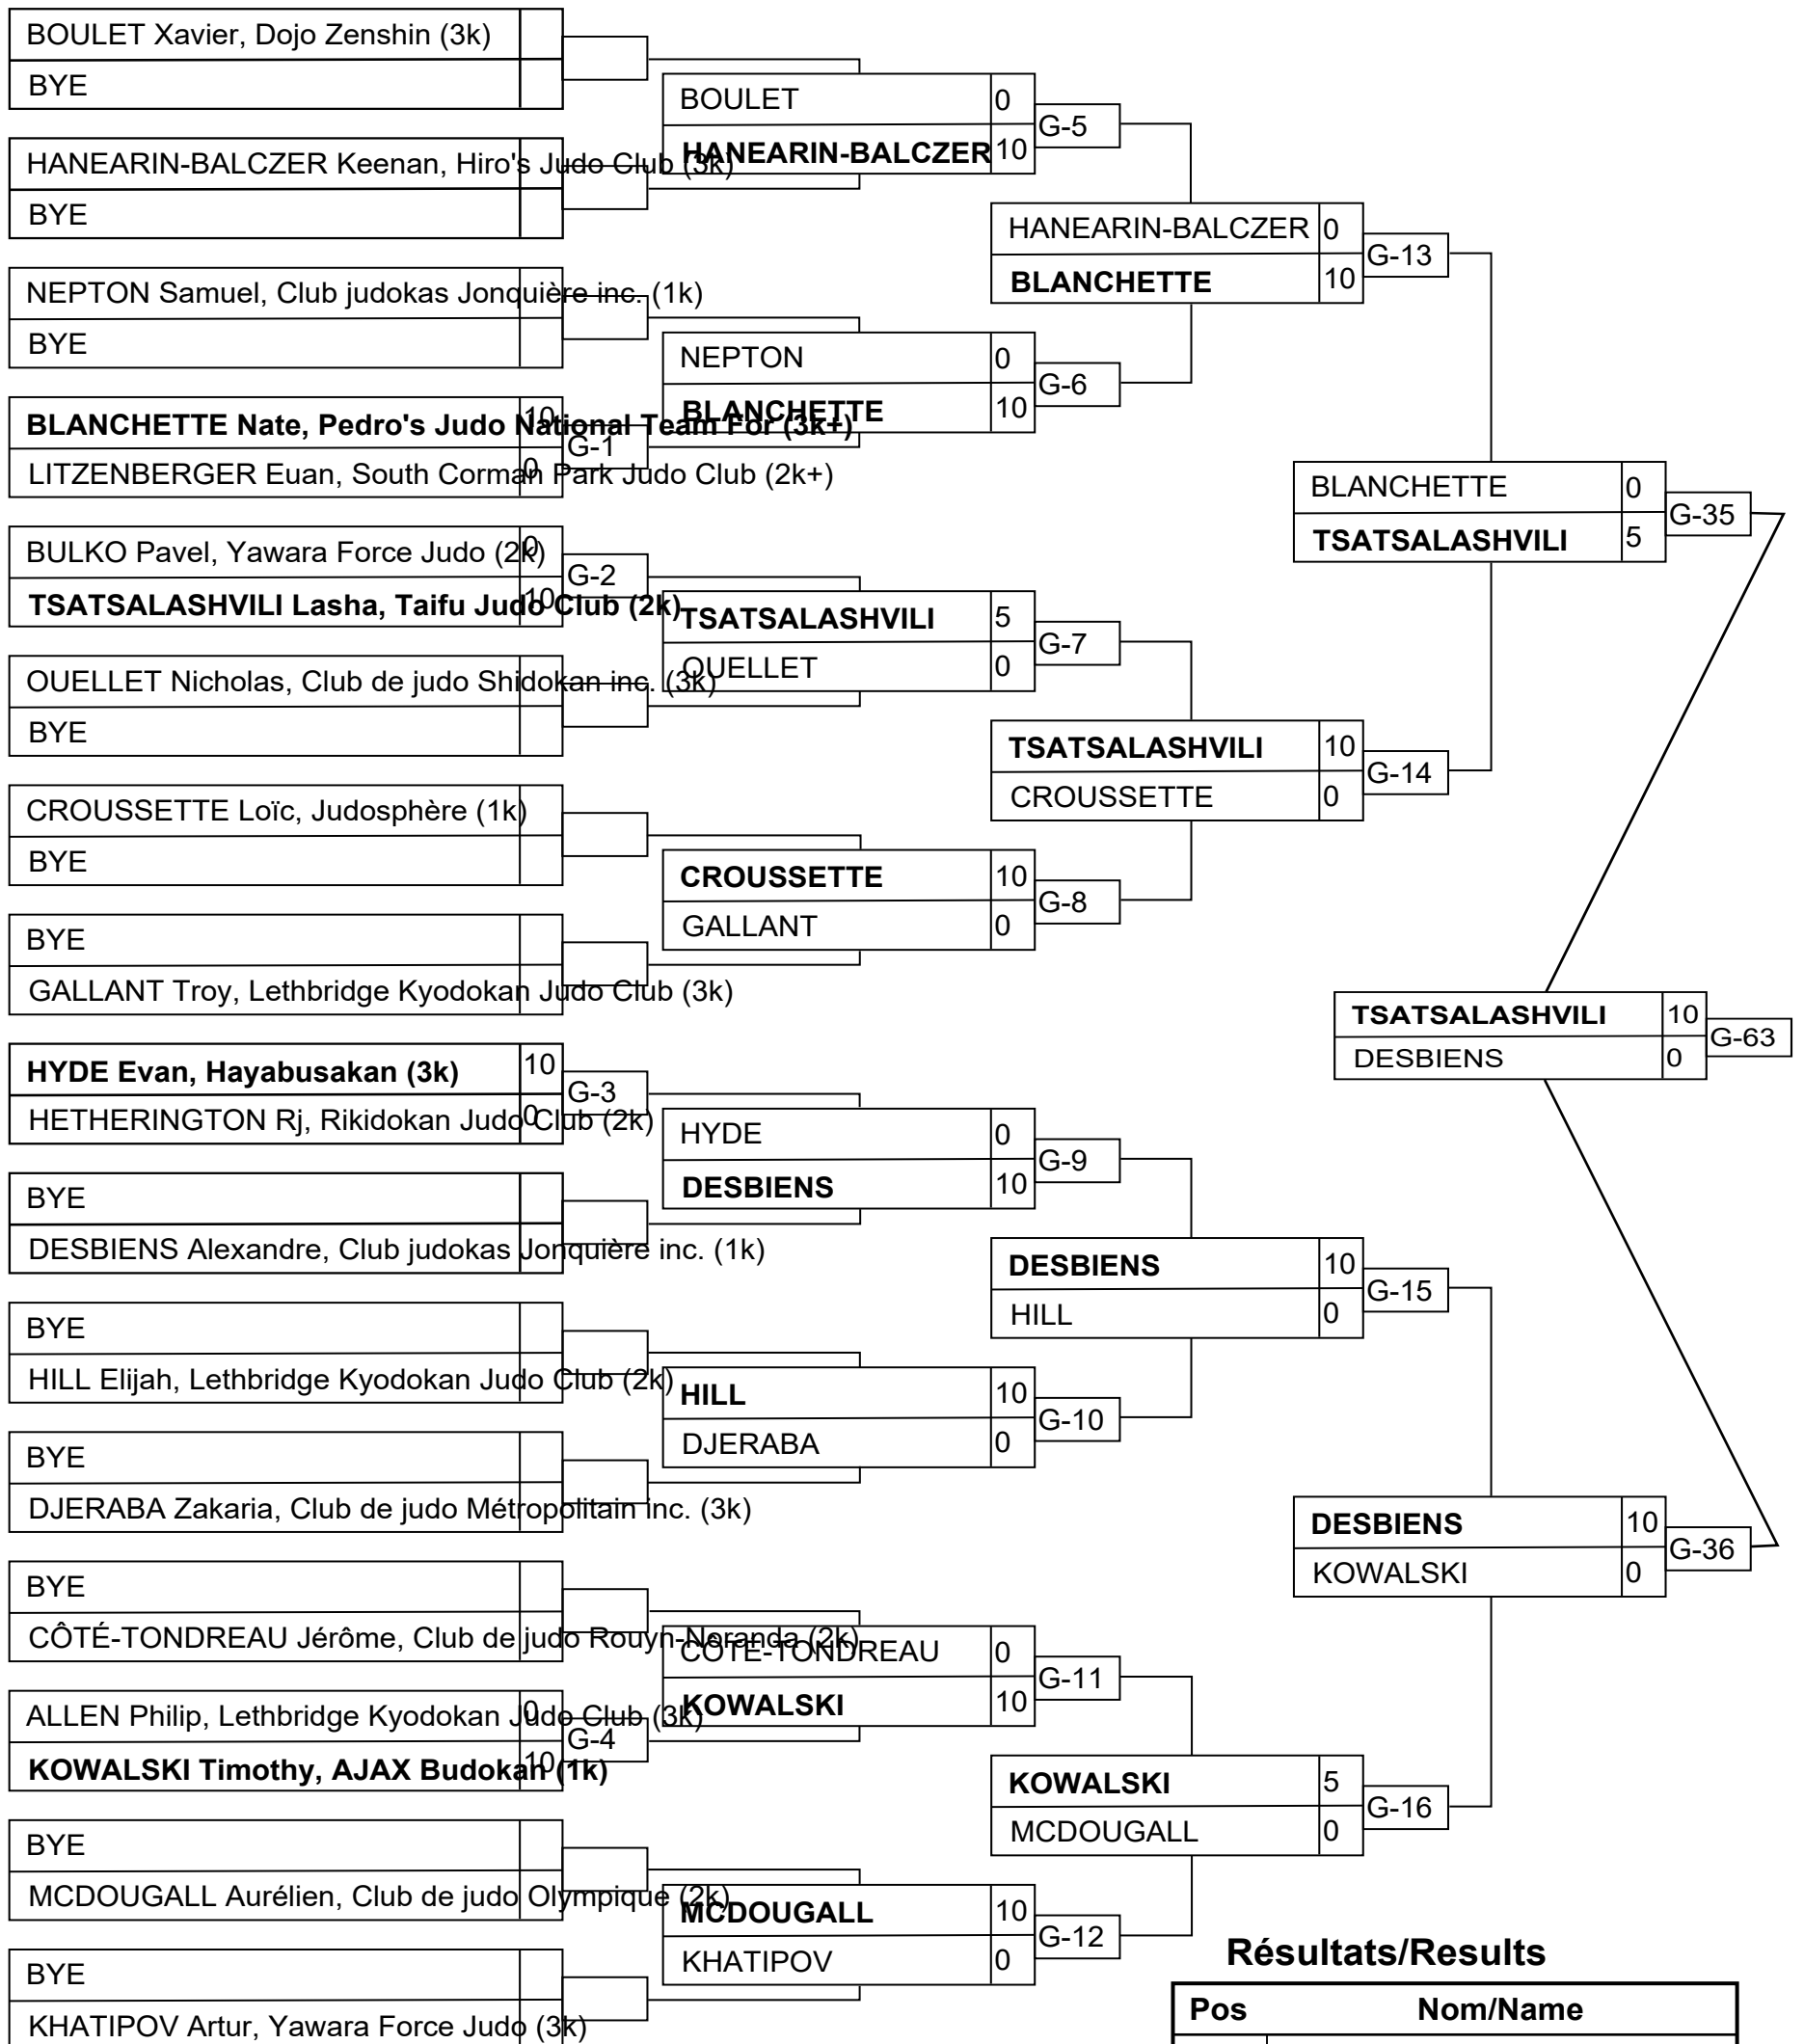 BOULET Xavier, Dojo Zenshin (3k)
BYE
HANEARIN-BALCZER Keenan, Hiro's Judo Club (3k)
BYE
NEPTON Samuel, Club judokas Jonquière inc. (1k)
BYE
BLANCHETTE Nate, Pedro's Judo National Team For (3k+) 10
G-1
LITZENBERGER Euan, South Corman Park Judo Club (2k+) 0
BULKO Pavel, Yawara Force Judo (2k) 0
G-2
TSATSALASHVILI Lasha, Taifu Judo Club (2k) 10
OUELLET Nicholas, Club de judo Shidokan inc. (3k)
BYE
CROUSSETTE Loïc, Judosphère (1k)
BYE
BYE
GALLANT Troy, Lethbridge Kyodokan Judo Club (3k)
HYDE Evan, Hayabusakan (3k) 10
G-3
HETHERINGTON Rj, Rikidokan Judo Club (2k) 0
BYE
DESBIENS Alexandre, Club judokas Jonquière inc. (1k)
BYE
HILL Elijah, Lethbridge Kyodokan Judo Club (2k)
BYE
DJERABA Zakaria, Club de judo Métropolitain inc. (3k)
BYE
CÔTÉ-TONDREAU Jérôme, Club de judo Rouyn-Noranda (2k)
ALLEN Philip, Lethbridge Kyodokan Judo Club (3k) 0
G-4
KOWALSKI Timothy, AJAX Budokan (1k) 10
BYE
MCDOUGALL Aurélien, Club de judo Olympique (2k)
BYE
KHATIPOV Artur, Yawara Force Judo (3k)
BOULET 0
G-5
HANEARIN-BALCZER 10
NEPTON 0
G-6
BLANCHETTE 10
TSATSALASHVILI 5
G-7
OUELLET 0
CROUSSETTE 10
G-8
GALLANT 0
HYDE 0
G-9
DESBIENS 10
HILL 10
G-10
DJERABA 0
CÔTÉ-TONDREAU 0
G-11
KOWALSKI 10
MCDOUGALL 10
G-12
KHATIPOV 0
HANEARIN-BALCZER 0
G-13
BLANCHETTE 10
TSATSALASHVILI 10
G-14
CROUSSETTE 0
DESBIENS 10
G-15
HILL 0
KOWALSKI 5
G-16
MCDOUGALL 0
BLANCHETTE 0
G-35
TSATSALASHVILI 5
DESBIENS 10
G-36
KOWALSKI 0
TSATSALASHVILI 10
G-63
DESBIENS 0
Résultats/Results
Pos Nom/Name